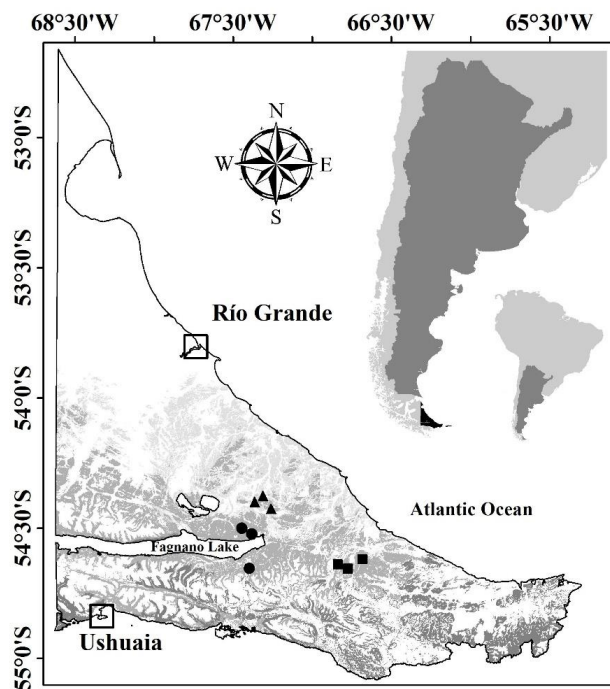 68°30'W 67°30'W 66°30'W 65°30'W
N
W E
S
53°0'S
53°30'S
54°0'S
54°30'S
55°0'S
Río Grande
Atlantic Ocean
Fagnano Lake
Ushuaia